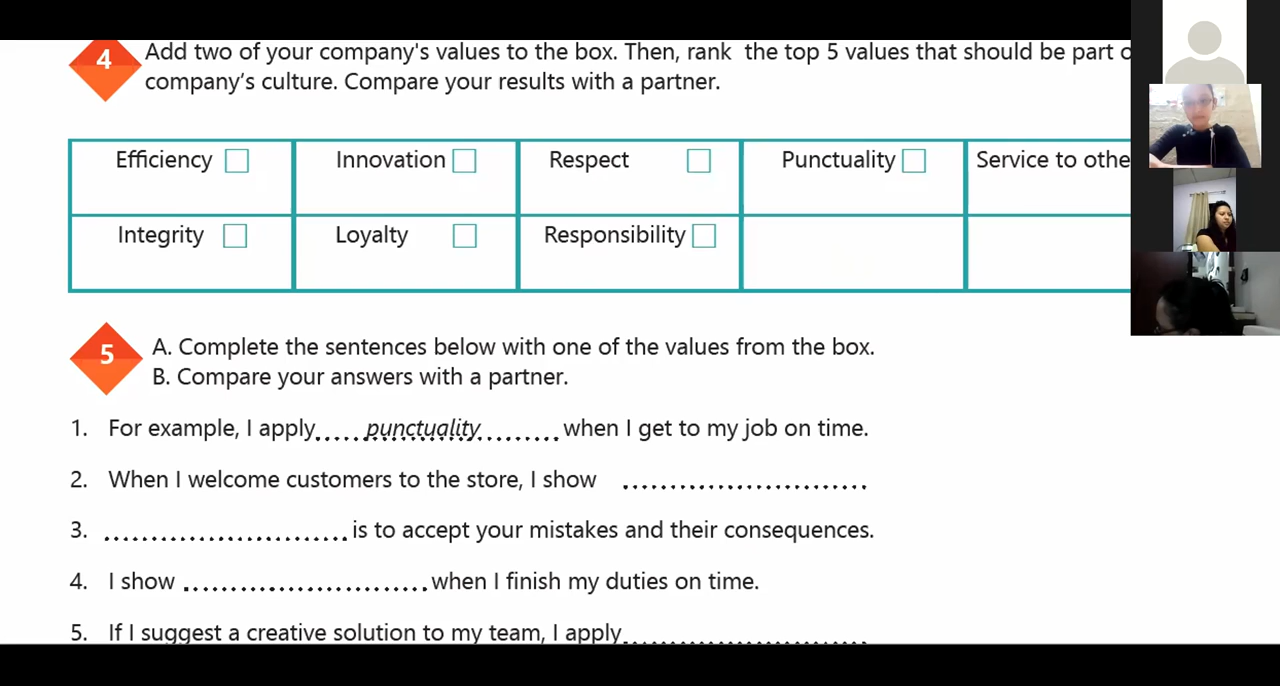 4
Add two of your company's values to the box. Then, rank the top 5 values that should be part
company's culture. Compare your results with a partner.
Efficiency Innovation Respect Punctuality Service to
Integrity Loyalty Responsibility
5
A. Complete the sentences below with one of the values from the box.
B. Compare your answers with a partner.
1. For example, I apply.....punctuality........when I get to my job on time.
2. When I welcome customers to the store, I show ..........................
3. ..........................is to accept your mistakes and their consequences.
4. I show ..........................when I finish my duties on time.
5. If I suggest a creative solution to my team, I apply..........................